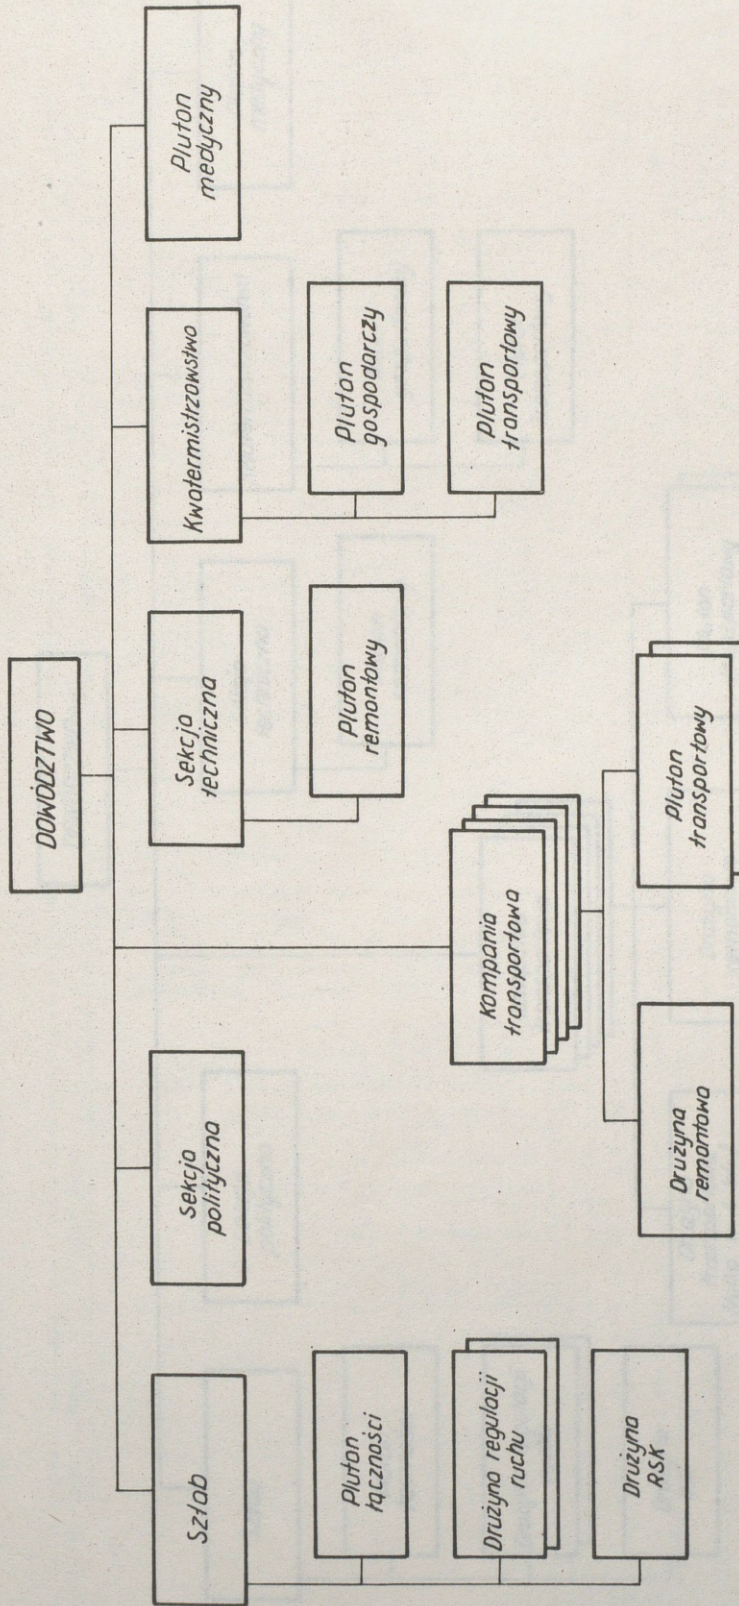 DOWÓDZTWO
Sztab
Sekcja
polityczna
Sekcja
techniczna
Kwatermistrzowstwo
Pluton
medyczny
Pluton
łączności
Drużyna regulacji
ruchu
Drużyna
RSK
Kompania
transportowa
Drużyna
remontowa
Pluton
transportowy
Pluton
remontowy
Pluton
gospodarczy
Pluton
transportowy